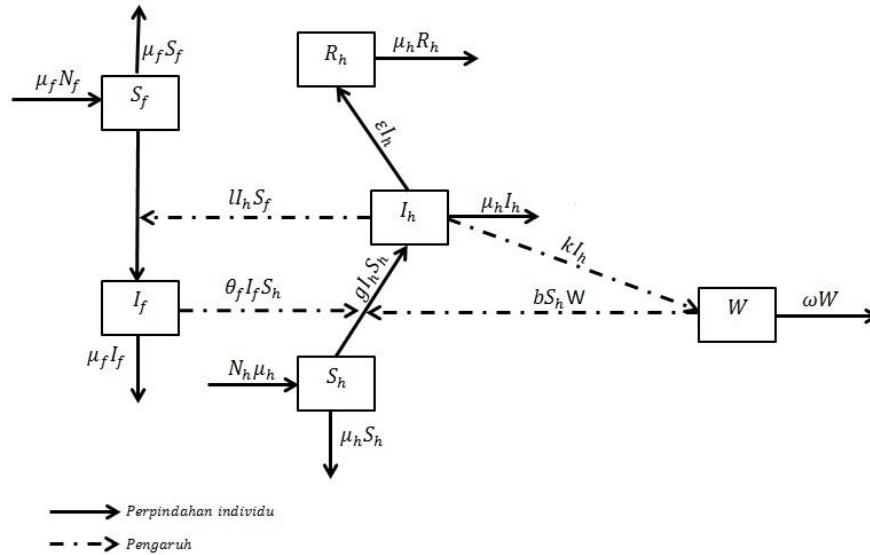 μ_f S_f
μ_f N_f
S_f
R_h
μ_h R_h
εI_h
lI_h S_f
I_h
μ_h I_h
kI_h
gI_h S_h
I_f
θ_f I_f S_h
bS_h W
W
ωW
μ_f I_f
N_h μ_h
S_h
μ_h S_h
Perpindahan individu
Pengaruh